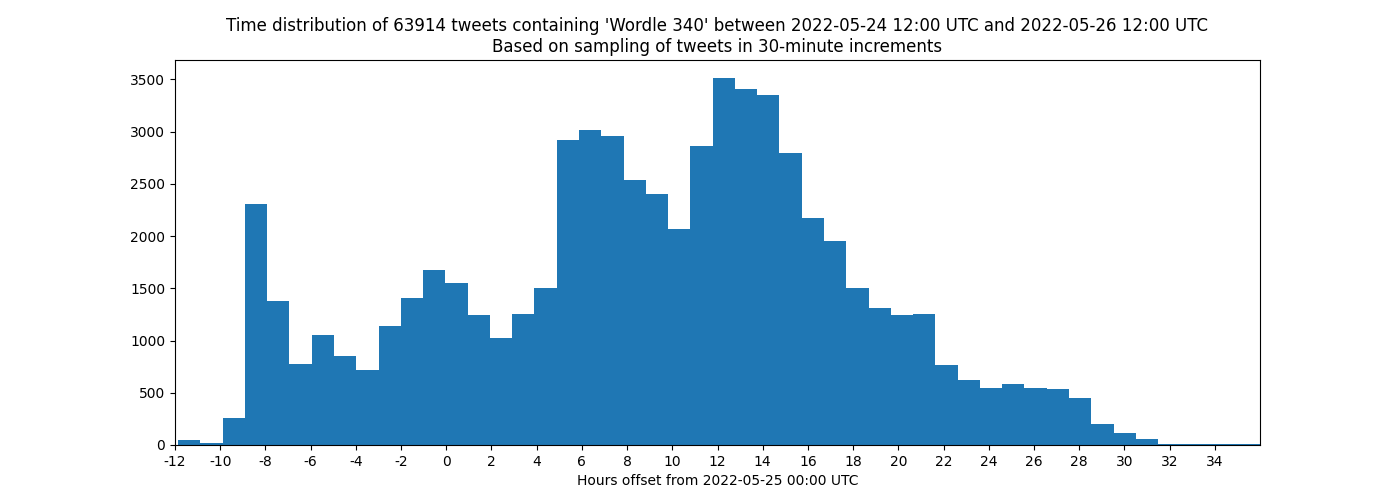 Time distribution of 63914 tweets containing 'Wordle 340' between 2022-05-24 12:00 UTC and 2022-05-26 12:00 UTC
Based on sampling of tweets in 30-minute increments
3500
3000
2500
2000
1500
1000
500
0
-12 -10 -8 -6 -4 -2 0 2 4 6 8 10 12 14 16 18 20 22 24 26 28 30 32 34
Hours offset from 2022-05-25 00:00 UTC